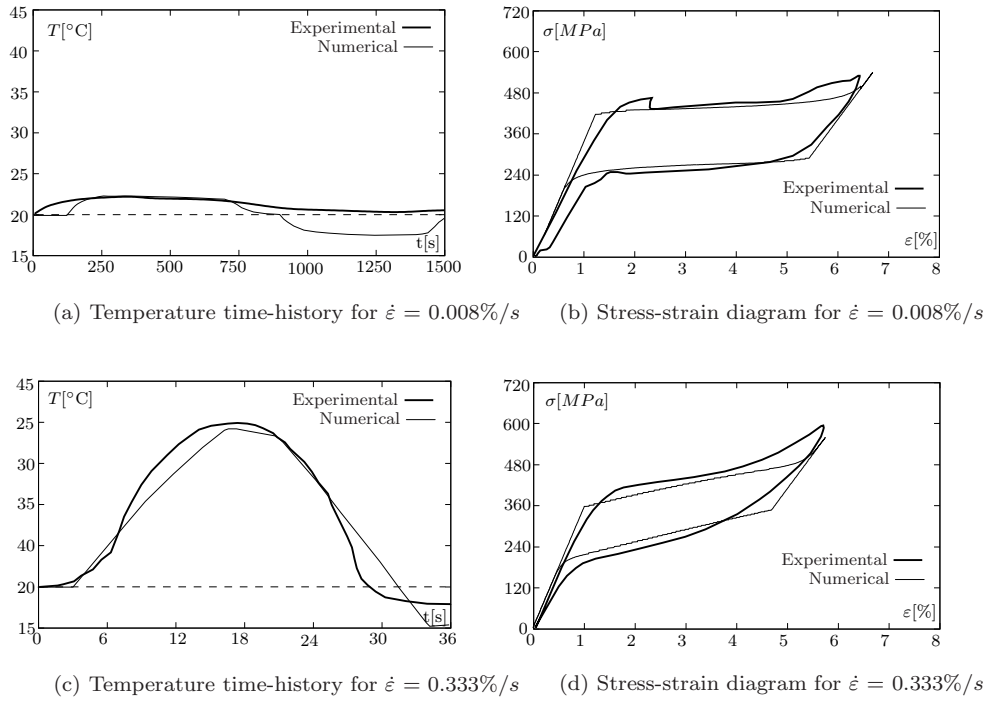 45
40
35
30
25
20
15
T[°C]
Experimental
Numerical
t[s]
0 250 500 750 1000 1250 1500
(a) Temperature time-history for ε̇ = 0.008%/s
720
600
480
360
240
120
0
σ[MPa]
Experimental
Numerical
ε[%]
0 1 2 3 4 5 6 7 8
(b) Stress-strain diagram for ε̇ = 0.008%/s
45
25
30
35
40
20
15
T[°C]
Experimental
Numerical
t[s]
0 6 12 18 24 30 36
(c) Temperature time-history for ε̇ = 0.333%/s
720
600
480
360
240
120
0
σ[MPa]
Experimental
Numerical
ε[%]
0 1 2 3 4 5 6 7 8
(d) Stress-strain diagram for ε̇ = 0.333%/s